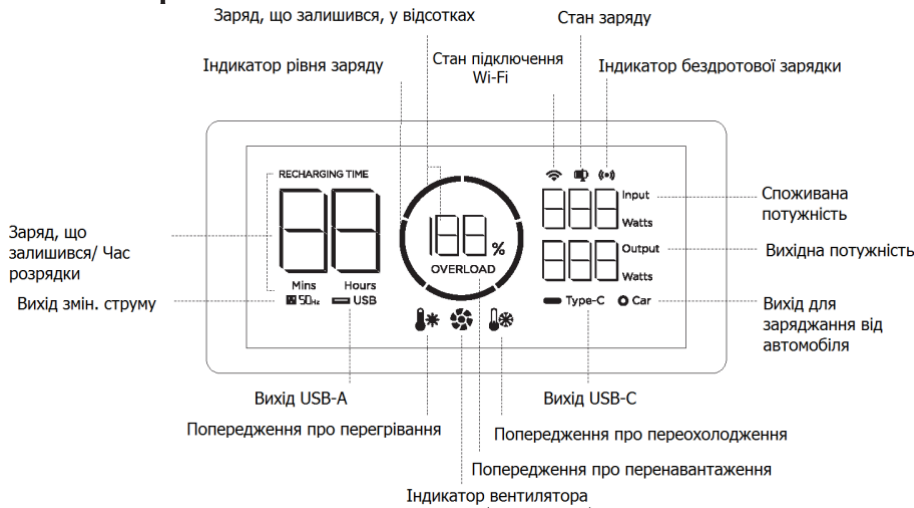 Заряд, що залишився, у відсотках
Стан заряду
Індикатор рівня заряду
Стан підключення
Wi-Fi
Індикатор бездротової зарядки
RECHARGING TIME
Input
Watts
Споживана
потужність
Заряд, що
залишився/ Час
розрядки
%
OVERLOAD
Output
Watts
Вихідна потужність
Mins
Hours
Вихід змін. струму
50Hz
USB
Type-C
Car
Вихід для
заряджання від
автомобіля
Вихід USB-A
Вихід USB-C
Попередження про перегрівання
Попередження про переохолодження
Попередження про перенавантаження
Індикатор вентилятора